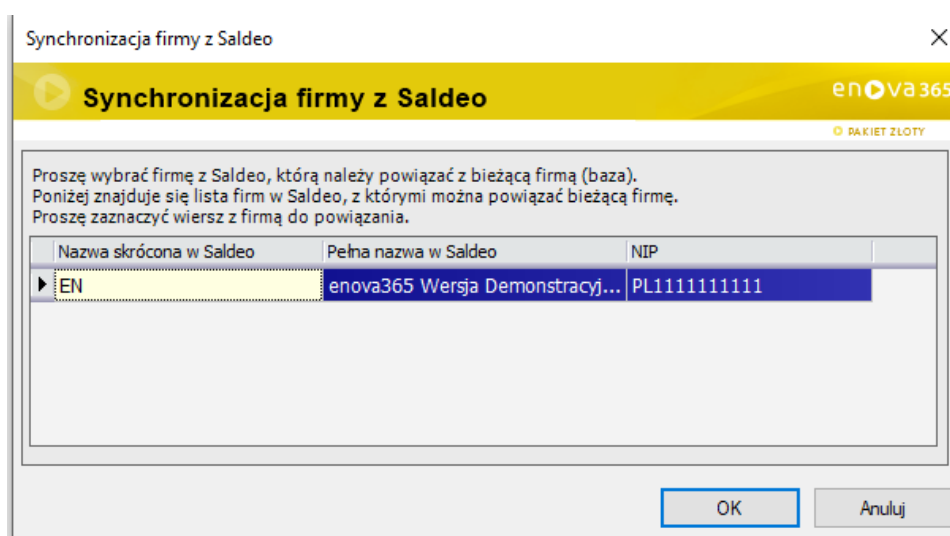 Synchronizacja firmy z Saldeo
Synchronizacja firmy z Saldeo
enova365
PAKIET ZŁOTY
Proszę wybrać firmę z Saldeo, którą należy powiązać z bieżącą firmą (baza).
Poniżej znajduje się lista firm w Saldeo, z którymi można powiązać bieżącą firmę.
Proszę zaznaczyć wiersz z firmą do powiązania.
Nazwa skrócona w Saldeo Pełna nazwa w Saldeo NIP
EN enova365 Wersja Demonstracyj... PL1111111111
OK Anuluj